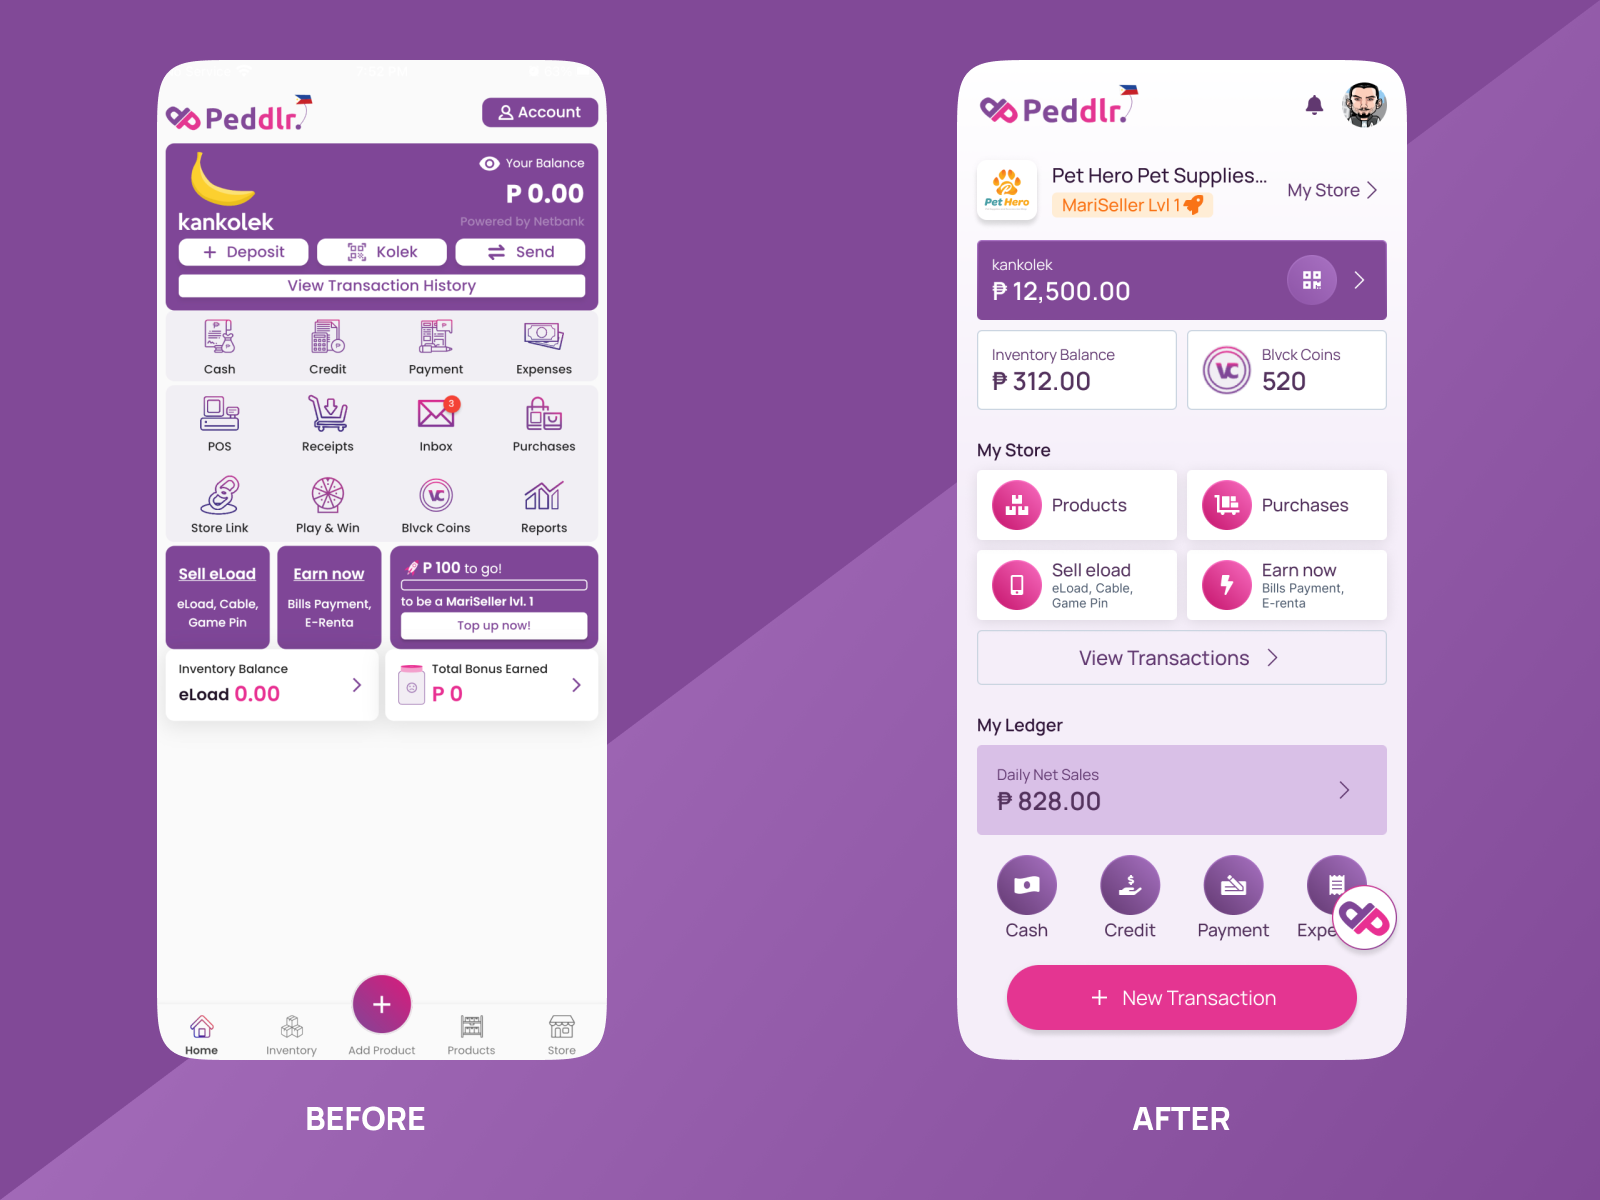 Peddlr.
Account
Your Balance
P 0.00
kankolek
Powered by Netbank
+ Deposit
Kolek
Send
View Transaction History
Cash
Credit
Payment
Expenses
3
POS
Receipts
Inbox
Purchases
VC
Store Link
Play & Win
Blvck Coins
Reports
Sell eLoad
eLoad, Cable,
Game Pin
Earn now
Bills Payment,
E-Renta
P 100 to go!
to be a MariSeller lvl. 1
Top up now!
Inventory Balance
eLoad 0.00
Total Bonus Earned
P 0
+
Home
Inventory
Add Product
Products
Store
BEFORE
Peddlr.
Pet Hero
Pet Hero Pet Supplies...
MariSeller Lvl 1
My Store
kankolek
₱ 12,500.00
Inventory Balance
₱ 312.00
VC
Blvck Coins
520
My Store
Products
Purchases
Sell eload
eLoad, Cable,
Game Pin
Earn now
Bills Payment,
E-renta
View Transactions
My Ledger
Daily Net Sales
₱ 828.00
Cash
Credit
Payment
Expe
+ New Transaction
AFTER